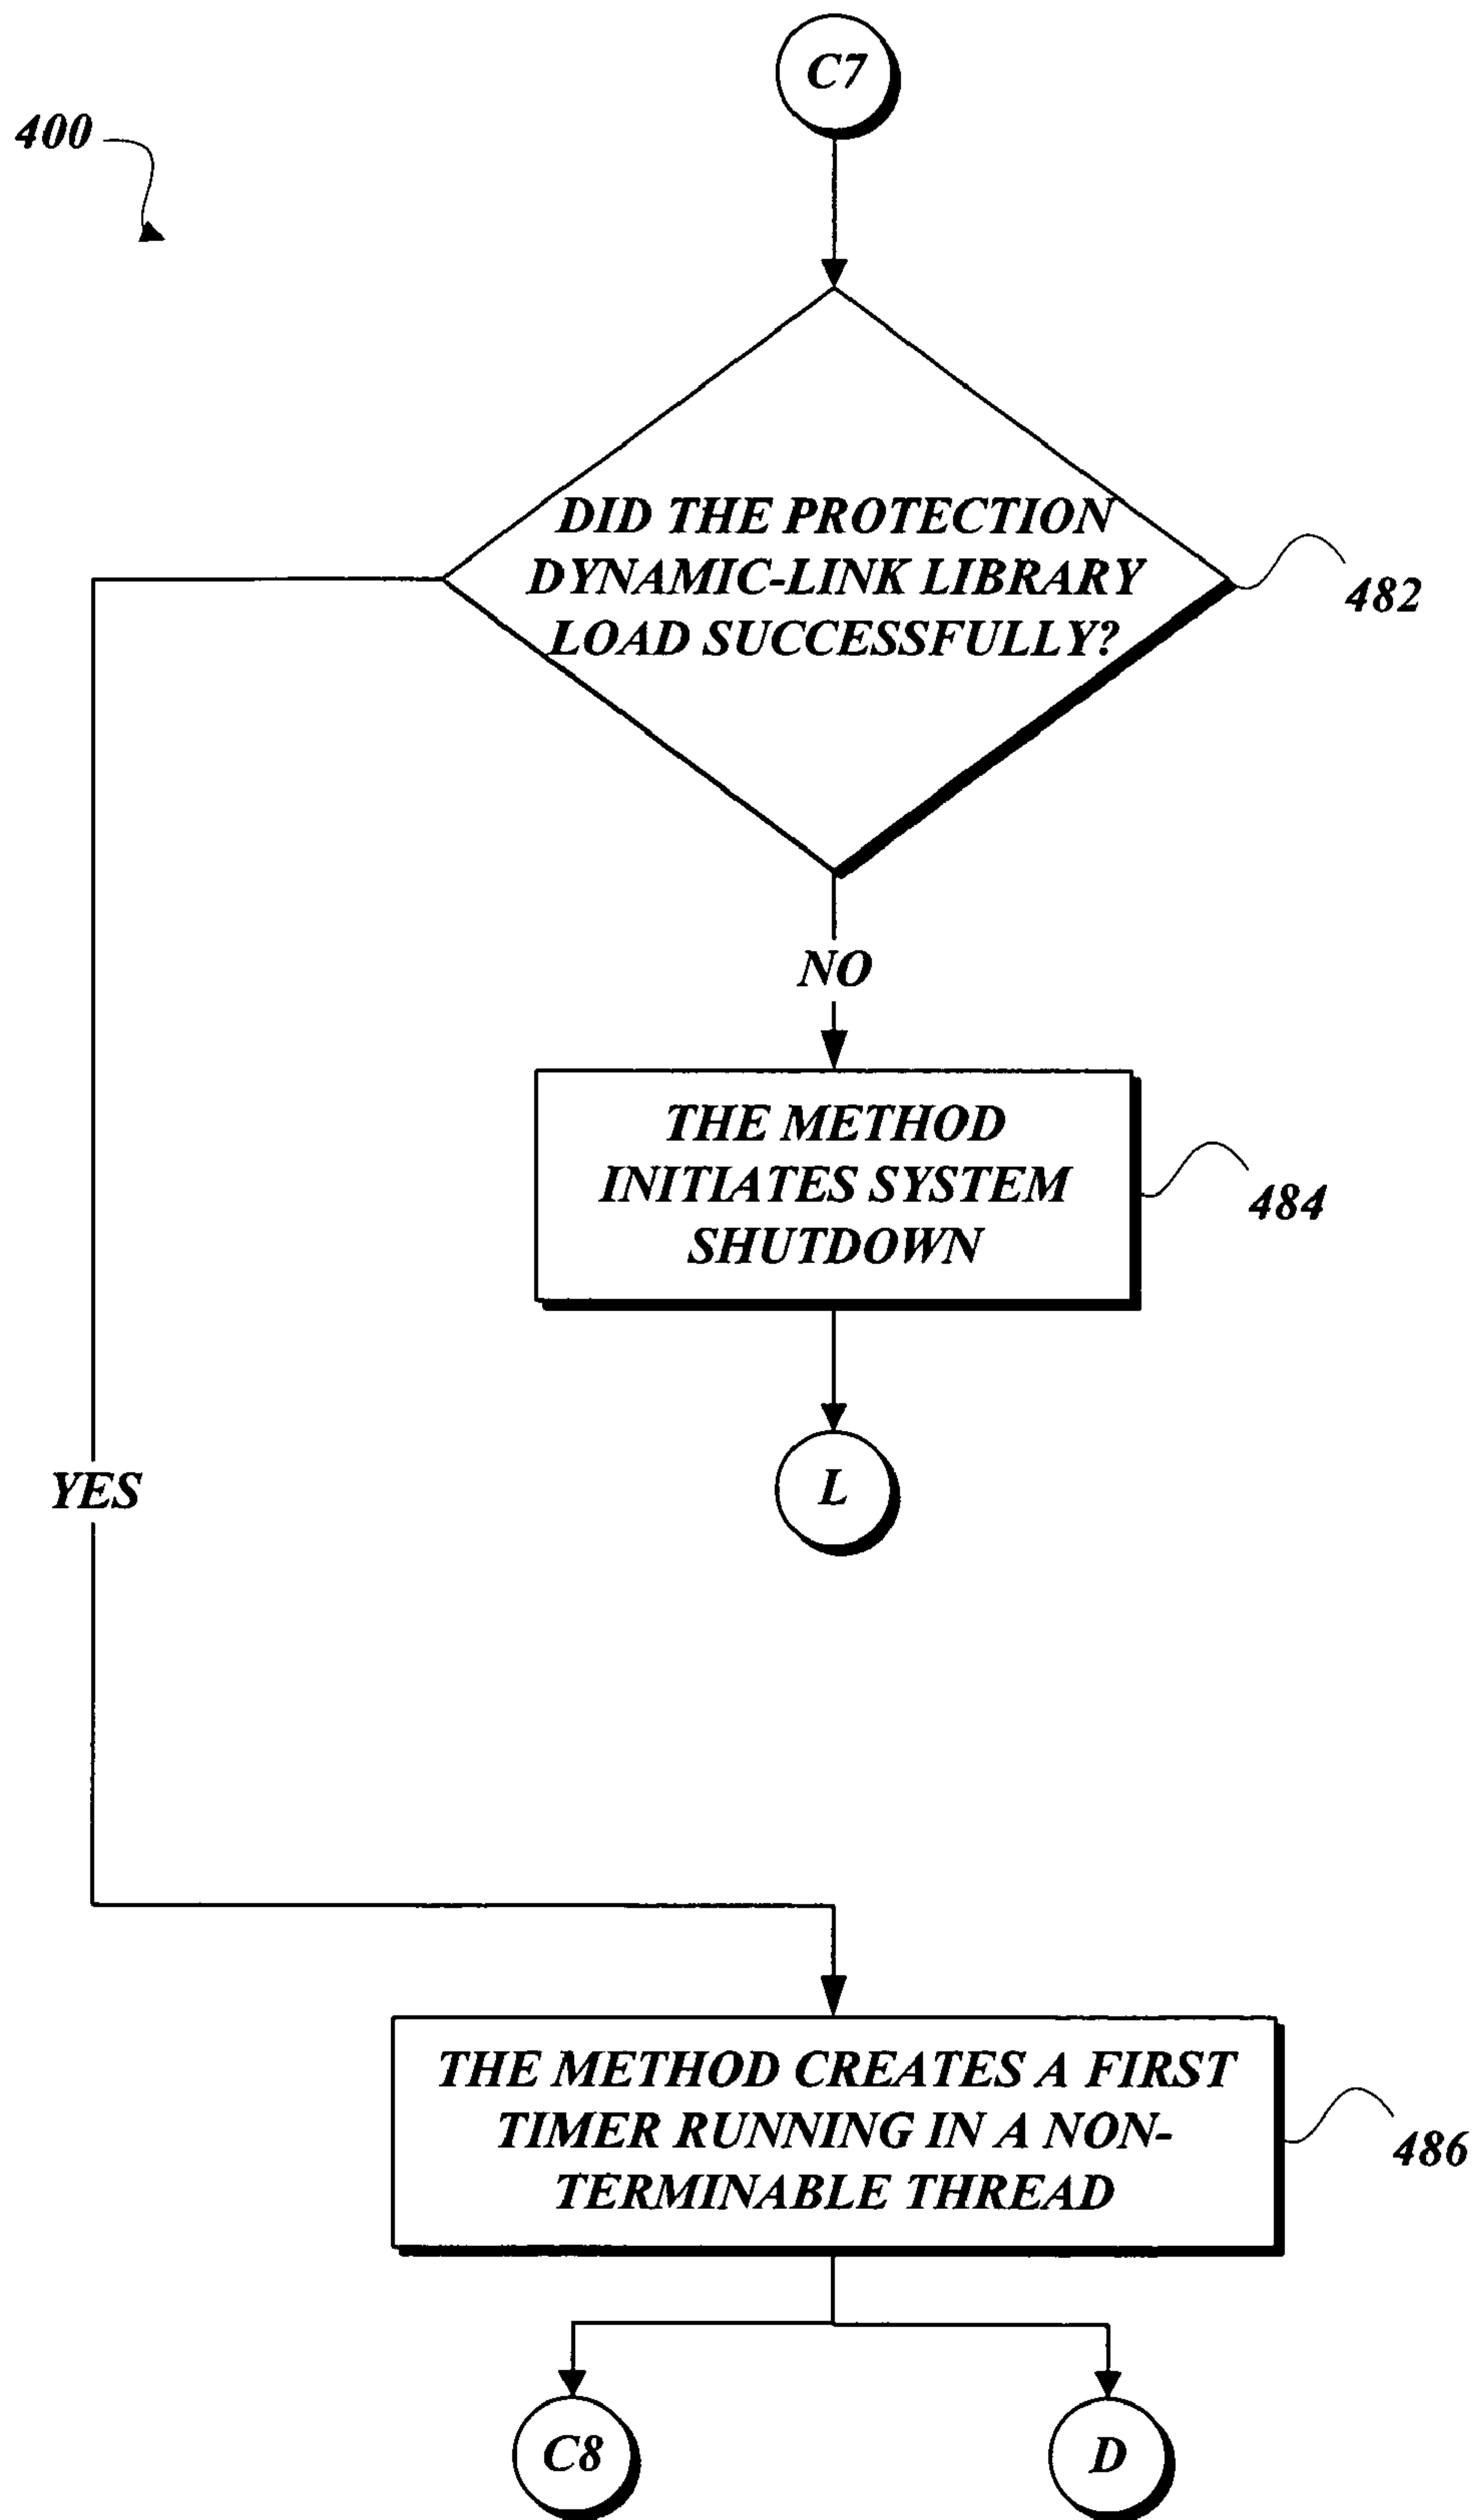 C7
400
DID THE PROTECTION
DYNAMIC-LINK LIBRARY
LOAD SUCCESSFULLY?
482
NO
THE METHOD
INITIATES SYSTEM
SHUTDOWN
484
L
YES
THE METHOD CREATES A FIRST
TIMER RUNNING IN A NON-
TERMINABLE THREAD
486
C8
D